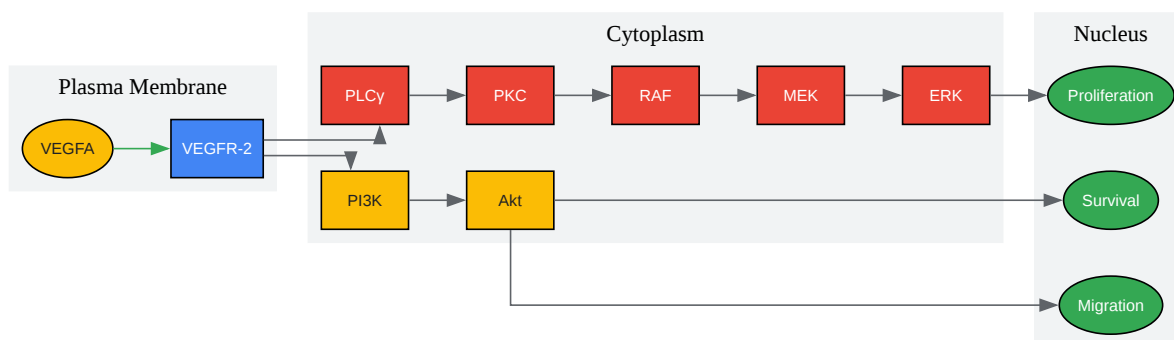 Cytoplasm
Nucleus
Plasma Membrane
PLCγ
PKC
RAF
MEK
ERK
Proliferation
VEGFA
VEGFR-2
PI3K
Akt
Survival
Migration